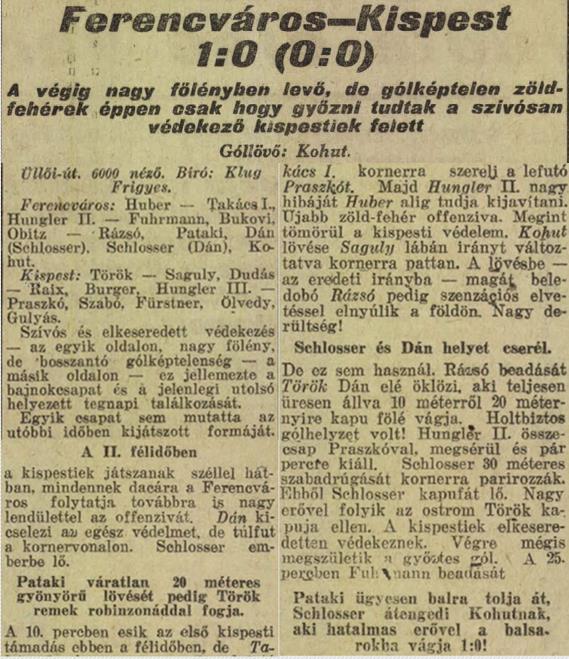 Ferencváros—Kispest
1:0 (0:0)
A végig nagy fölényben levő, de gólképtelen zöld-
fehérek éppen csak hogy győzni tudtak a szivósan
védekező kispestiek felett
Góllövő: Kohut.
Üllői-út. 6000 néző. Biró: Klug
Frigyes.
Ferencváros: Huber — Takács I.,
Hungler II. — Fuhrmann, Bukovi,
Obitz — Rázsó, Pataki, Dán
(Schlosser), Schlosser (Dán), Ko-
hut.
Kispest: Török — Saguly, Dudás
— Raix, Burger, Hungler III. —
Praszkó, Szabó, Fürstner, Ölvedy,
Gulyás.
Szívós és elkeseredett védekezés
— az egyik oldalon, nagy fölény,
de bosszantó gólképtelenség — a
másik oldalon — ez jellemezte a
bajnokcsapat és a jelenlegi utolsó
helyezett tegnapi találkozását.
Egyik csapat sem mutatta az
utóbbi időben kijátszott formáját.
A II. félidőben
a kispestiek játszanak széllel hát-
ban, mindennek dacára a Ferencvá-
ros folytatja továbbra is nagy
lendülettel az offenzivát. Dán ki-
cselezi az egész védelmet, de túlfut
a kornervonalon. Schlosser em-
berbe lő.
Pataki váratlan 20 méteres
gyönyörű lövését pedig Török
remek robinzonáddal fogja.
A 10. percben esik az első kispesti
támadás ebben a félidőben, de Ta-
kács I. kornerra szereli a lefutó
Praszkót. Majd Hungler II. nagy
hibáját Huber alig tudja kijavítani.
Ujabb zöld-fehér offenziva. Megint
tömörül a kispesti védelem. Kohut
lövése Saguly lábán irányt változ-
tatva kornerra pattan. A lövésbe —
az eredeti irányba — magát bele-
dobó Rázsó pedig szenzációs elve-
téssel elnyúlik a földön. Nagy de-
rültség!
Schlosser és Dán helyet cserél.
De ez sem használ. Rázsó beadását
Török Dán elé öklözi, aki teljesen
üresen állva 10 méterről 20 méter-
nyire kapu fölé vágja. Holtbiztos
gólhelyzet volt! Hungler II. össze-
csap Praszkóval, megsérül és pár
percre kiáll. Schlosser 30 méteres
szabadrúgását kornerra parirozzák.
Ebből Schlosser kapufát lő. Nagy
erővel folyik az ostrom Török ka-
puja ellen. A kispestiek elkesere-
detten védekeznek. Végre mégis
megszületik a győztes gól. A 25.
percben Fuhrmann beadását
Pataki ügyesen balra tolja át,
Schlosser átengedi Kohutnak,
aki hatalmas erővel a balsa-
rokba vágja 1:0!